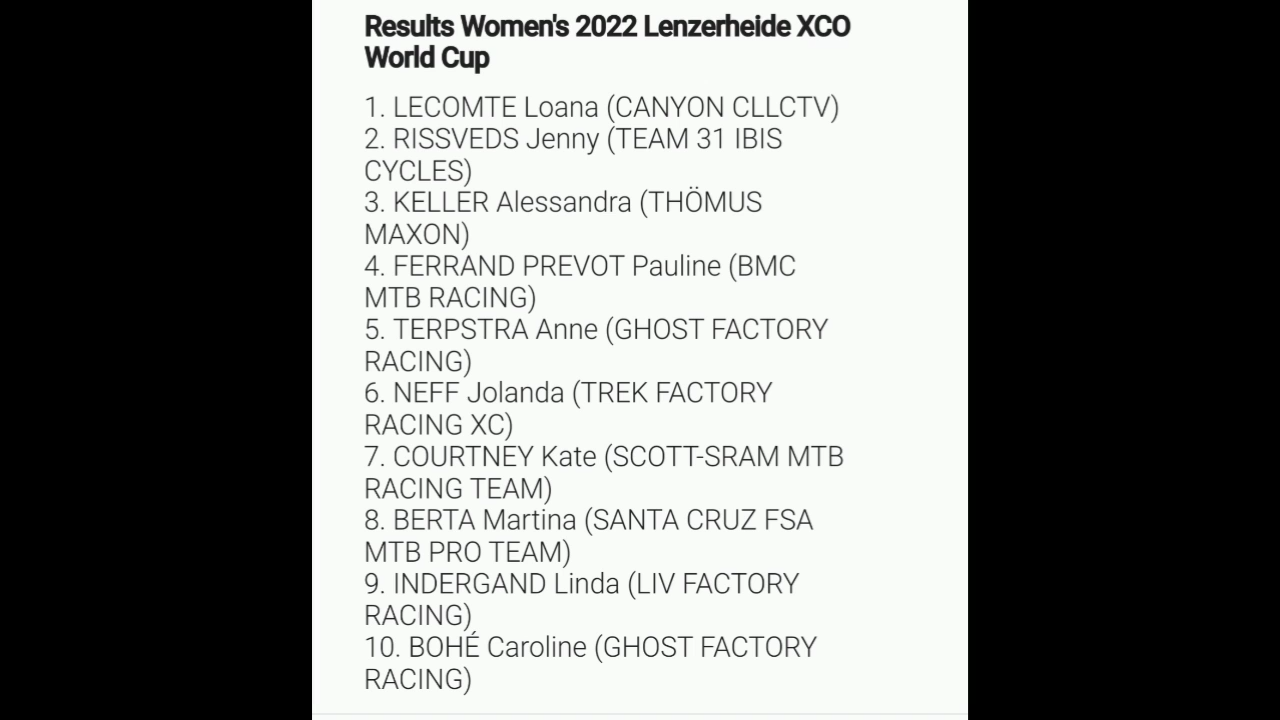 Results Women's 2022 Lenzerheide XCO
World Cup
1. LECOMTE Loana (CANYON CLLCTV)
2. RISSVEDS Jenny (TEAM 31 IBIS
CYCLES)
3. KELLER Alessandra (THÖMUS
MAXON)
4. FERRAND PREVOT Pauline (BMC
MTB RACING)
5. TERPSTRA Anne (GHOST FACTORY
RACING)
6. NEFF Jolanda (TREK FACTORY
RACING XC)
7. COURTNEY Kate (SCOTT-SRAM MTB
RACING TEAM)
8. BERTA Martina (SANTA CRUZ FSA
MTB PRO TEAM)
9. INDERGAND Linda (LIV FACTORY
RACING)
10. BOHÉ Caroline (GHOST FACTORY
RACING)